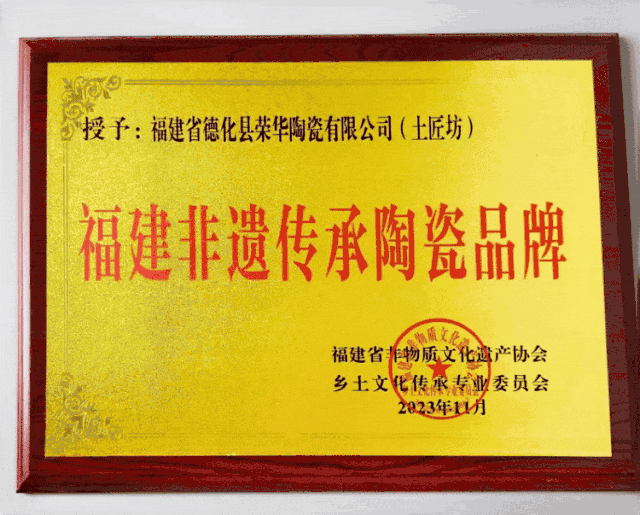 授予：福建省德化县荣华陶瓷有限公司（土匠坊）
福建非遗传承陶瓷品牌
福建省非物质文化遗产协会
乡土文化传承专业委员会
2023年11月